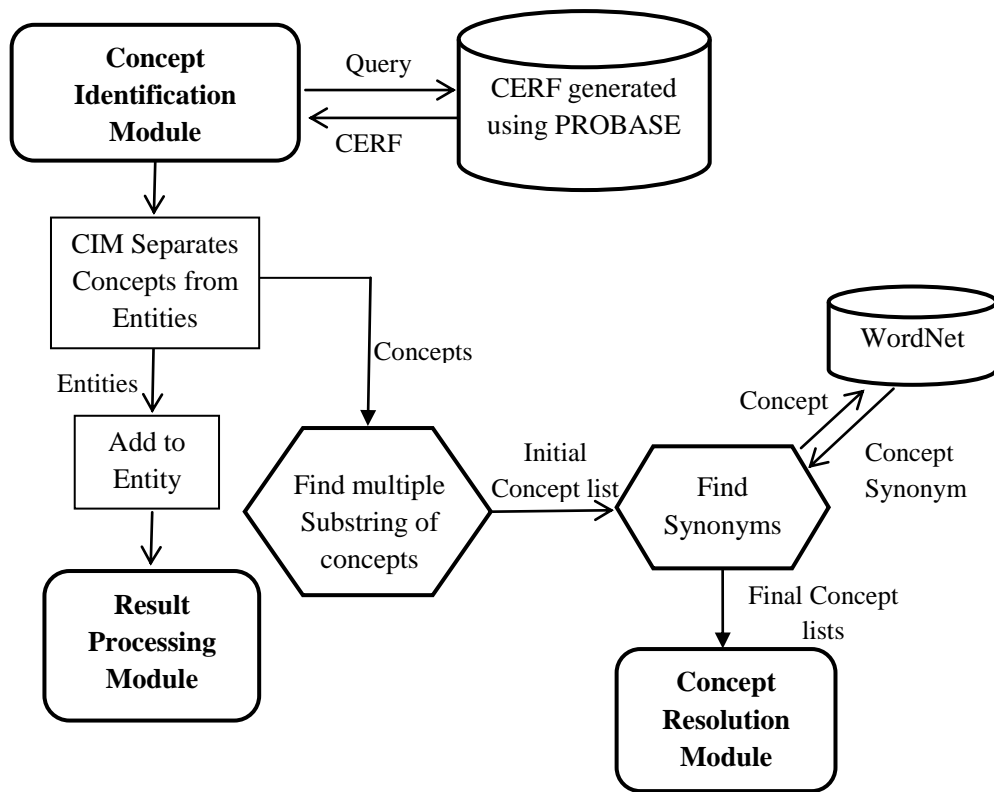 Concept
Identification
Module
Query
CERF
CERF generated
using PROBASE
CIM Separates
Concepts from
Entities
Concepts
Entities
Add to
Entity
Result
Processing
Module
Find multiple
Substring of
concepts
Initial
Concept list
Find
Synonyms
WordNet
Concept
Concept
Synonym
Final Concept
lists
Concept
Resolution
Module